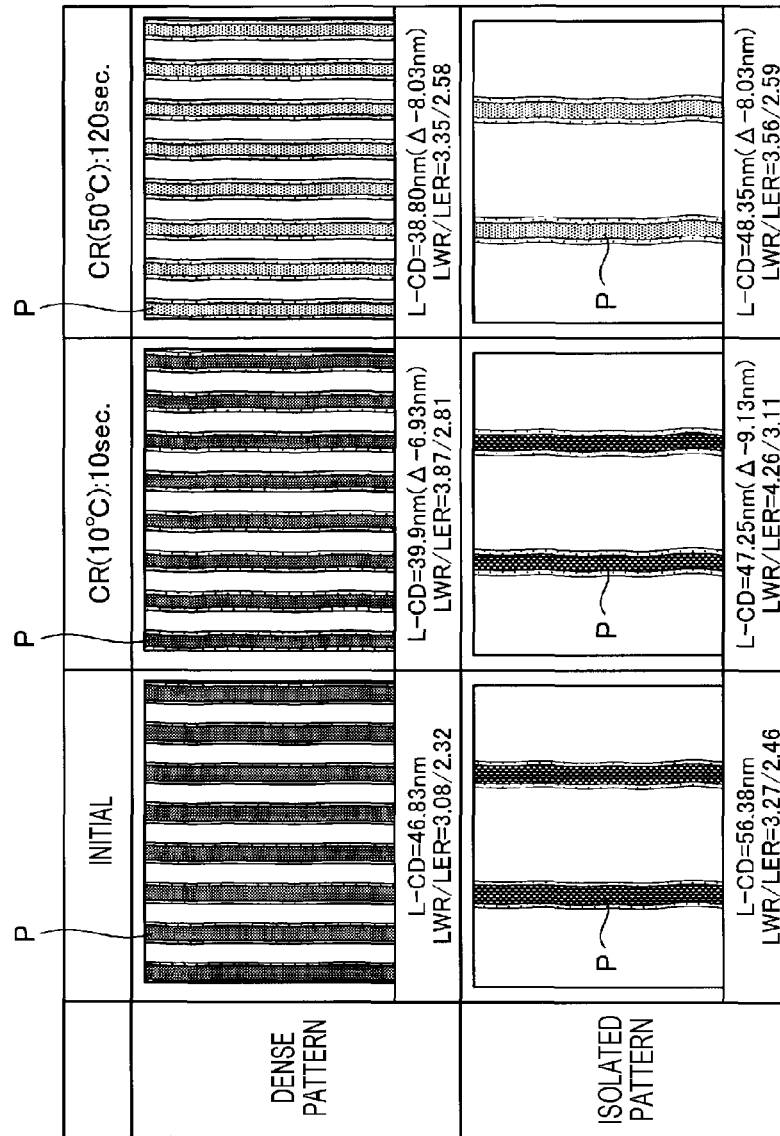 P
P
P
INITIAL
CR(10°C):10sec.
CR(50°C):120sec.
DENSE
PATTERN
L-CD=46.83nm
LWR/LER=3.08/2.32
L-CD=39.9nm(Δ-6.93nm)
LWR/LER=3.87/2.81
L-CD=38.80nm(Δ-8.03nm)
LWR/LER=3.35/2.58
ISOLATED
PATTERN
P
P
P
L-CD=56.38nm
LWR/LER=3.27/2.46
L-CD=47.25nm(Δ-9.13nm)
LWR/LER=4.26/3.11
L-CD=48.35nm(Δ-8.03nm)
LWR/LER=3.56/2.59